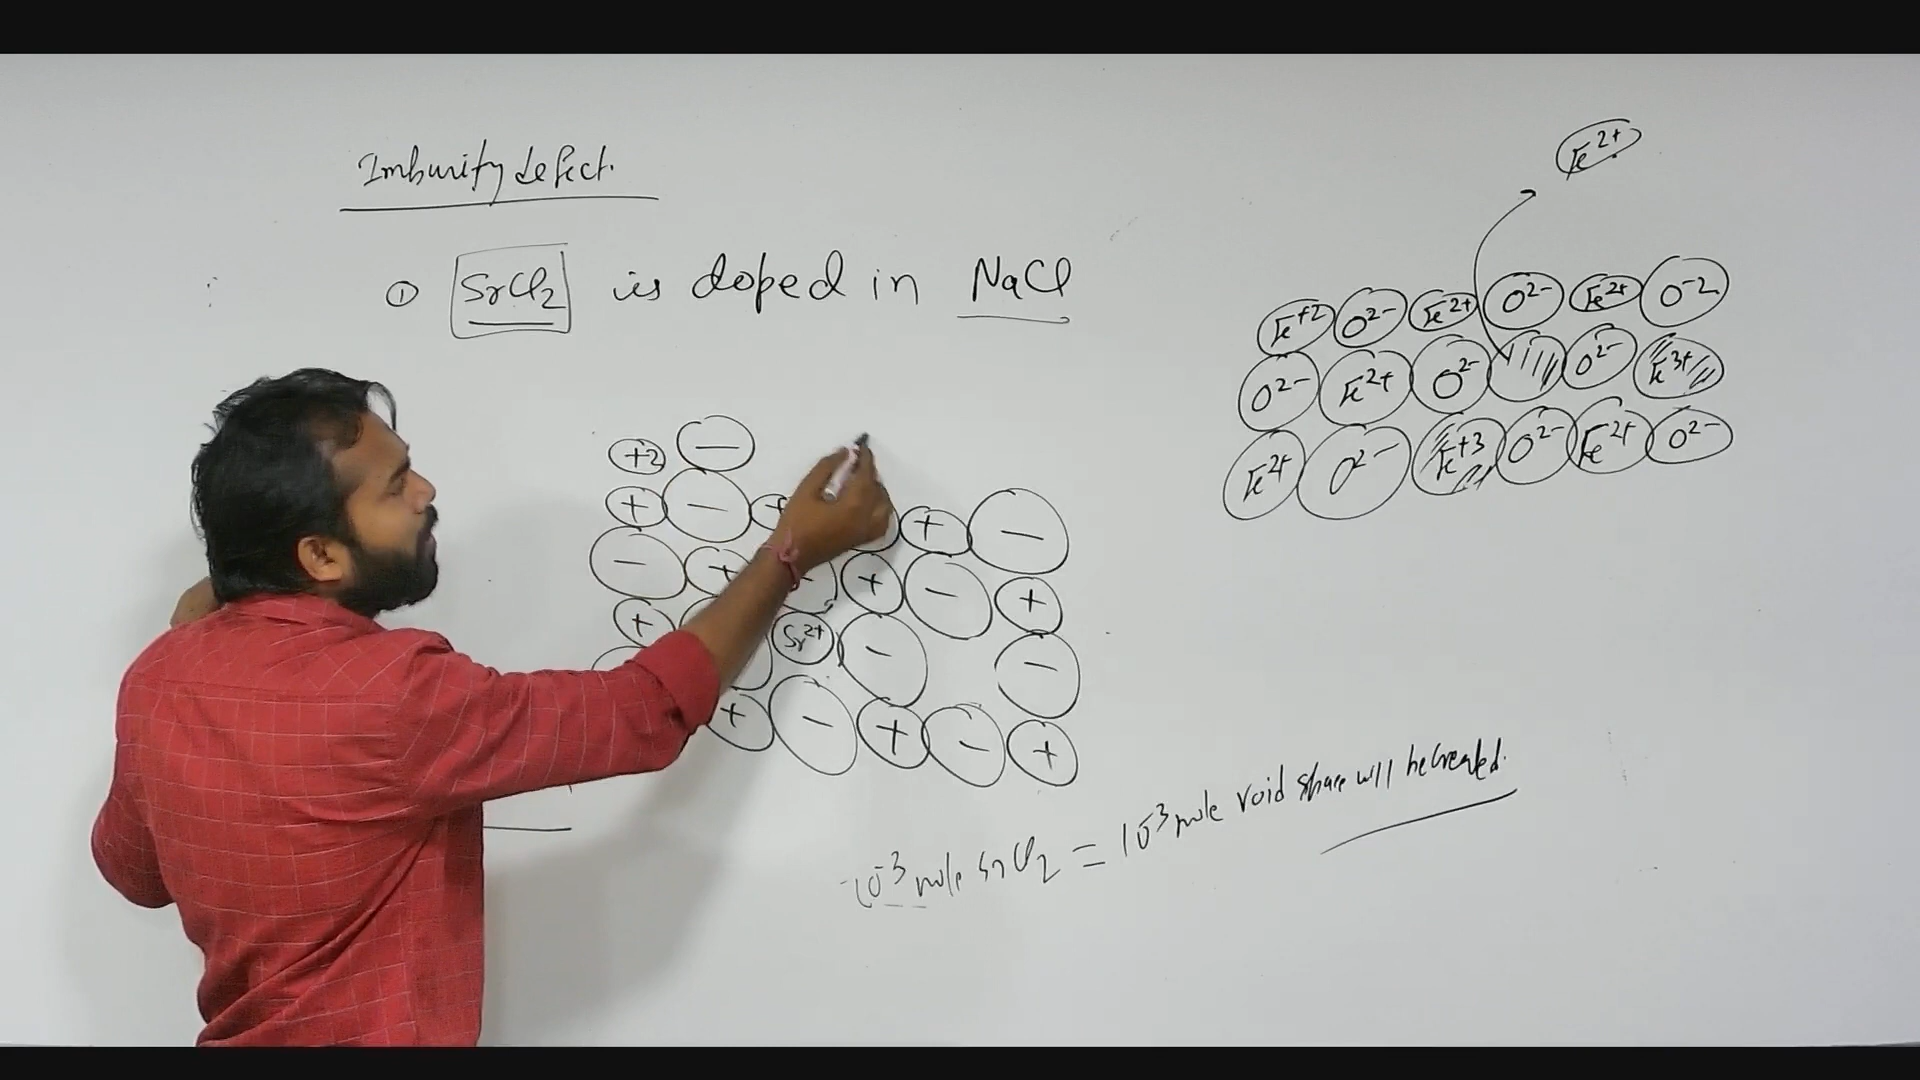 Impurity defect.
① SrCl2 is doped in NaCl
+2 −
+ − + + −
− + − + − +
+ Sr2+ − −
+ − + − +
10-3 mole SrCl2 = 10-3 mole void space will be created.
Fe2+
Fe+2 O2− Fe2+ O2− Fe2+ O-2
O2− Fe2+ O2− O2− Fe3+
Fe2+ O2− Fe+3 O2− Fe2+ O2−